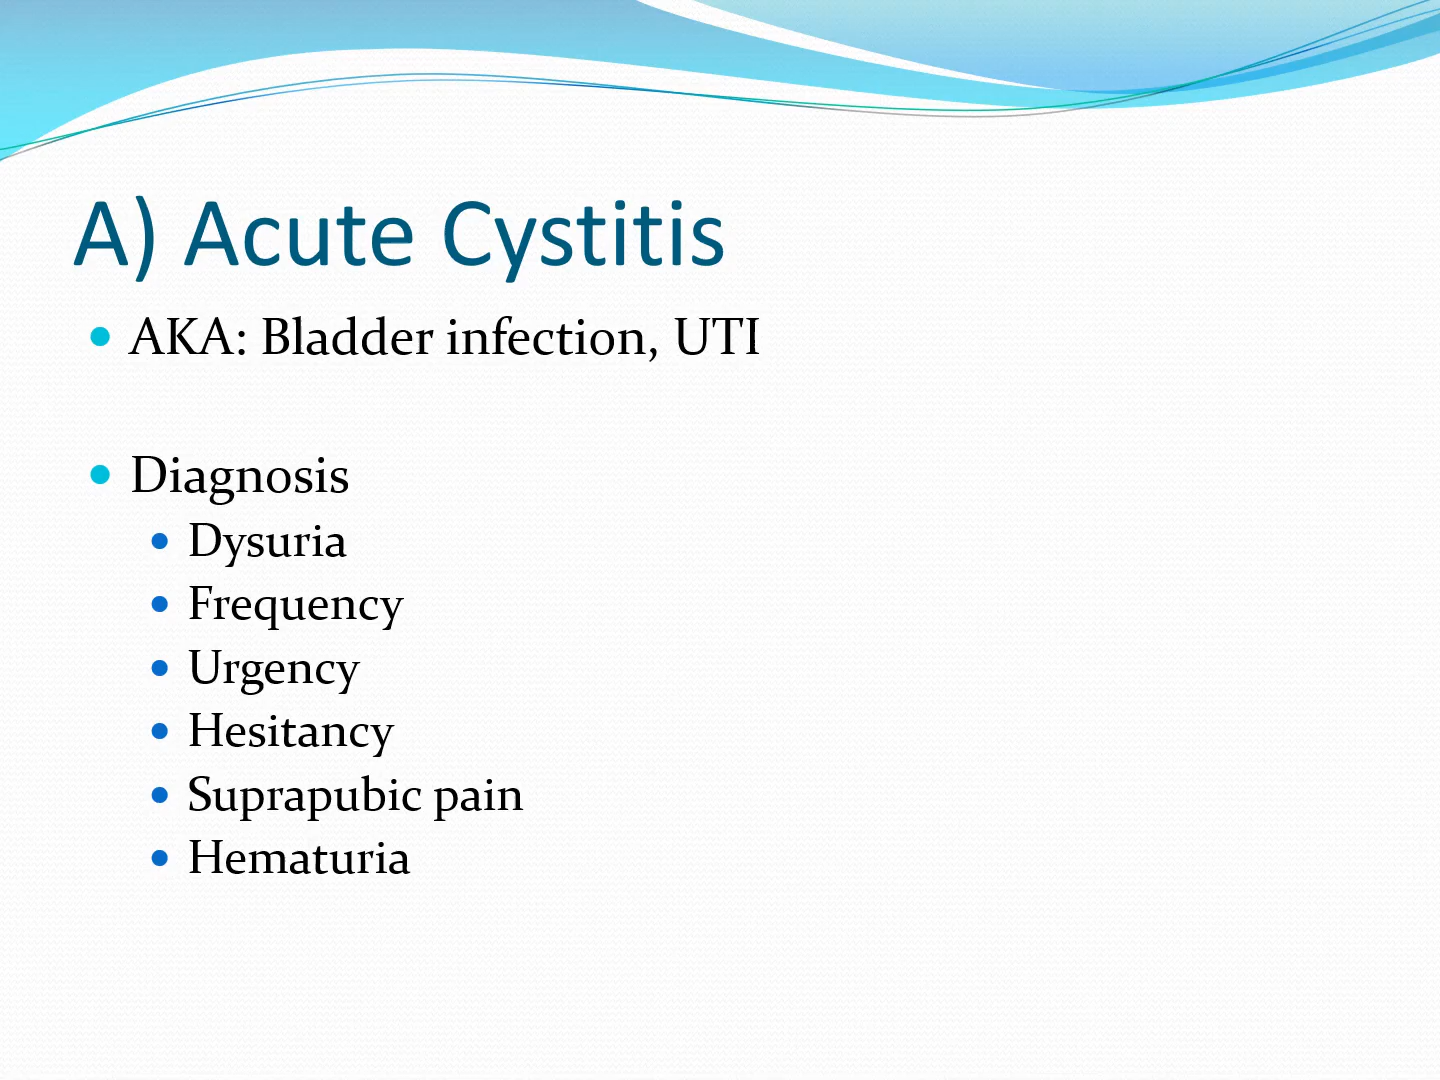 A) Acute Cystitis
AKA: Bladder infection, UTI
Diagnosis
Dysuria
Frequency
Urgency
Hesitancy
Suprapubic pain
Hematuria